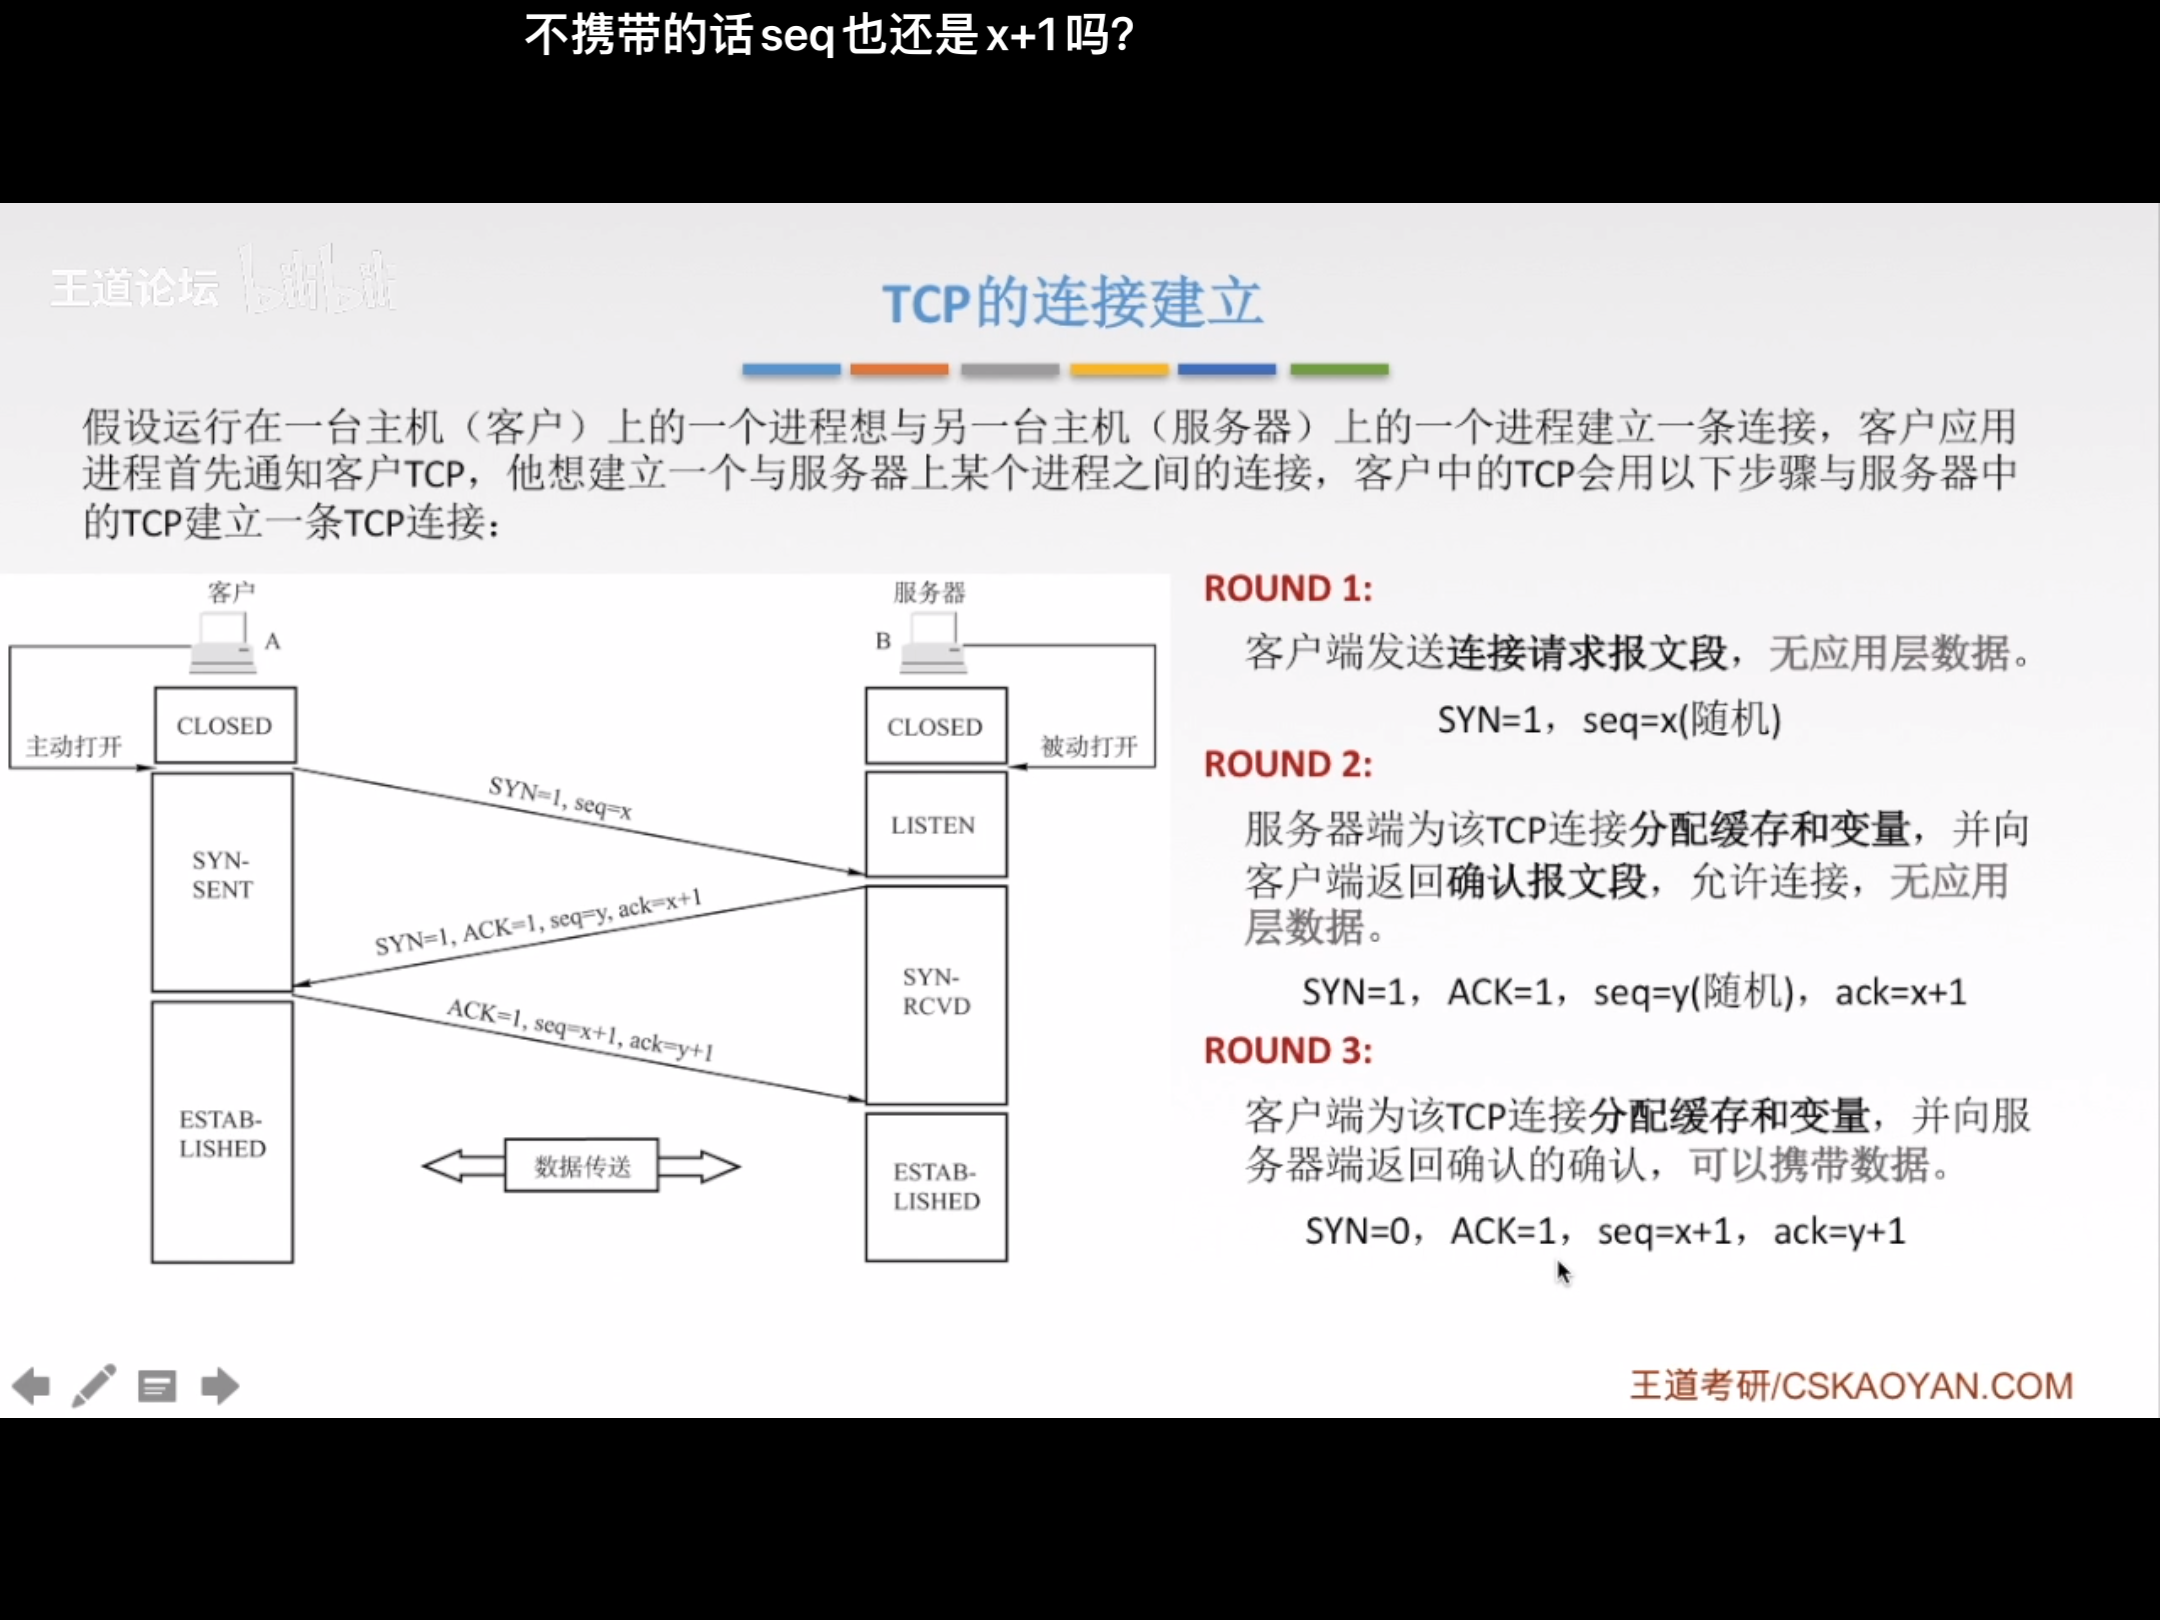 不携带的话seq也还是x+1吗?
王道论坛 bilibili
TCP的连接建立
假设运行在一台主机（客户）上的一个进程想与另一台主机（服务器）上的一个进程建立一条连接，客户应用
进程首先通知客户TCP，他想建立一个与服务器上某个进程之间的连接，客户中的TCP会用以下步骤与服务器中
的TCP建立一条TCP连接：
客户
A
服务器
B
主动打开
CLOSED
CLOSED
被动打开
SYN=1, seq=x
LISTEN
SYN-
SENT
SYN=1, ACK=1, seq=y, ack=x+1
SYN-
RCVD
ACK=1, seq=x+1, ack=y+1
ESTAB-
LISHED
数据传送
ESTAB-
LISHED
ROUND 1:
客户端发送连接请求报文段，无应用层数据。
SYN=1，seq=x(随机)
ROUND 2:
服务器端为该TCP连接分配缓存和变量，并向
客户端返回确认报文段，允许连接，无应用
层数据。
SYN=1，ACK=1，seq=y(随机)，ack=x+1
ROUND 3:
客户端为该TCP连接分配缓存和变量，并向服
务器端返回确认的确认，可以携带数据。
SYN=0，ACK=1，seq=x+1，ack=y+1
王道考研/CSKAOYAN.COM